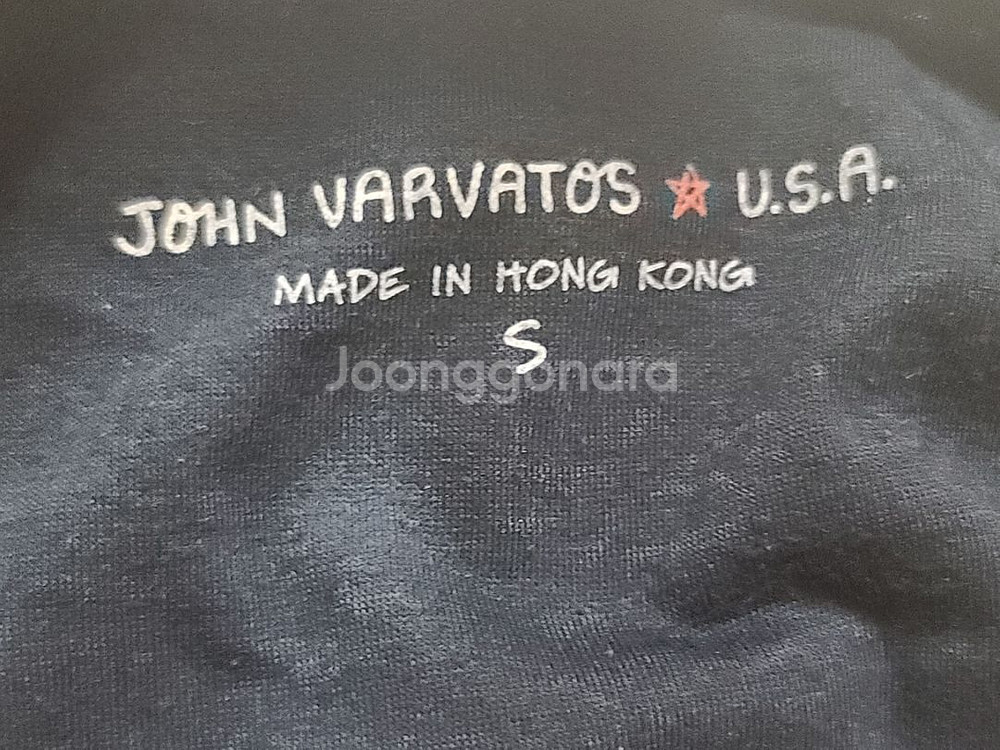 JOHN VARVATOS ★ U.S.A.
MADE IN HONG KONG
S
Joonggonara